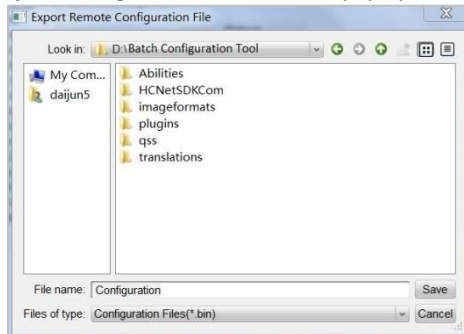 Export Remote Configuration File
Look in: D:\Batch Configuration Tool
My Com...
daijun5
Abilities
HCNetSDKCom
imageformats
plugins
qss
translations
File name: Configuration Save
Files of type: Configuration Files(*.bin) Cancel